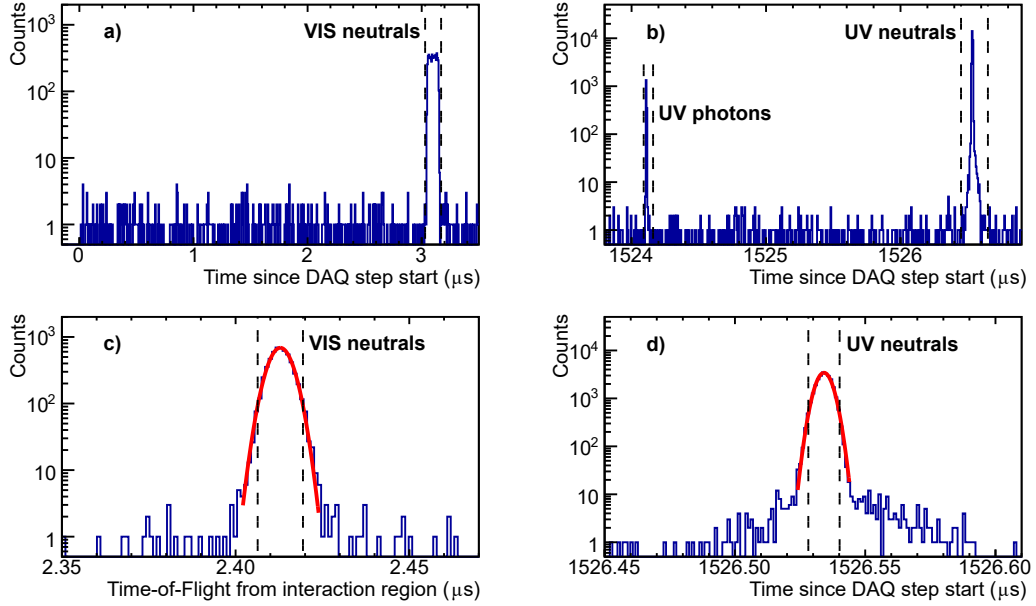 a)
VIS neutrals
Counts
10³
10²
10
1
0
1
2
3
Time since DAQ step start (μs)
b)
UV neutrals
UV photons
Counts
10⁴
10³
10²
10
1
1524
1525
1526
Time since DAQ step start (μs)
c)
VIS neutrals
Counts
10³
10²
10
1
2.35
2.40
2.45
Time-of-Flight from interaction region (μs)
d)
UV neutrals
Counts
10⁴
10³
10²
10
1
1526.45
1526.50
1526.55
1526.60
Time since DAQ step start (μs)